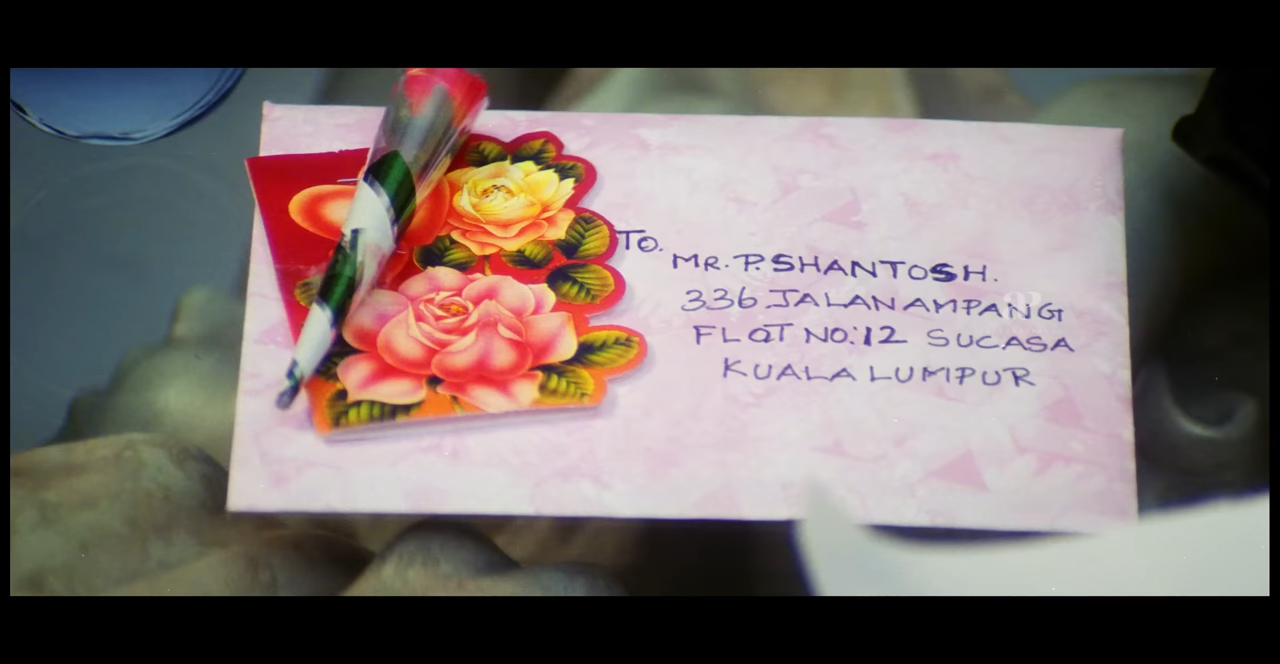 TO.
MR. P. SHANTOSH.
336 JALAN AMPANG
FLAT NO:12 SUCASA
KUALA LUMPUR